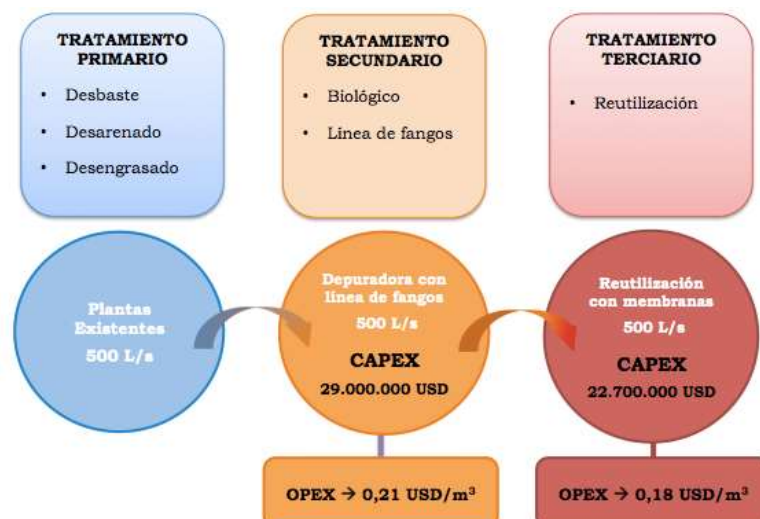 TRATAMIENTO
PRIMARIO
• Desbaste
• Desarenado
• Desengrasado
TRATAMIENTO
SECUNDARIO
• Biológico
• Línea de fangos
TRATAMIENTO
TERCIARIO
• Reutilización
Plantas
Existentes
500 L/s
Depuradora con
línea de fangos
500 L/s
CAPEX
29.000.000 USD
Reutilización
con membranas
500 L/s
CAPEX
22.700.000 USD
OPEX → 0,21 USD/m³
OPEX → 0,18 USD/m³